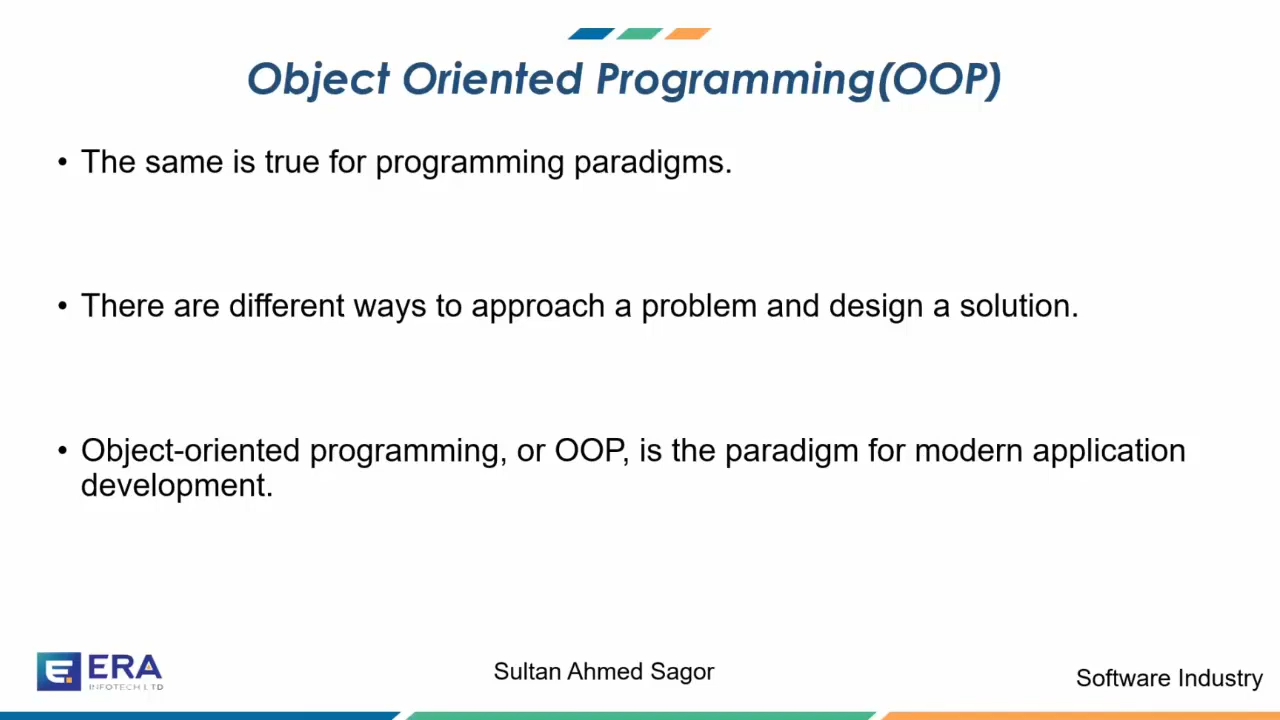 Object Oriented Programming(OOP)
• The same is true for programming paradigms.
• There are different ways to approach a problem and design a solution.
• Object-oriented programming, or OOP, is the paradigm for modern application
development.
ERA
INFOTECH LTD
Sultan Ahmed Sagor
Software Industry